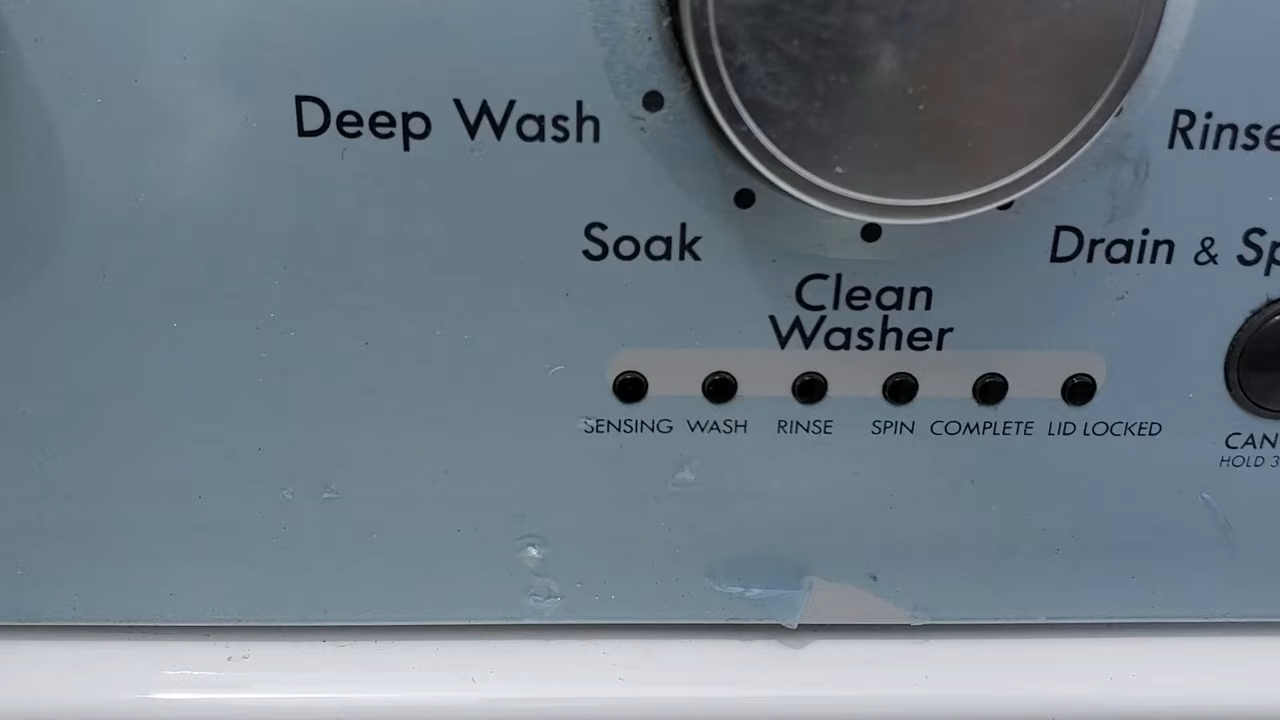 Deep Wash
Rinse
Soak
Drain & Sp
Clean
Washer
SENSING WASH RINSE SPIN COMPLETE LID LOCKED
CAN
HOLD 3